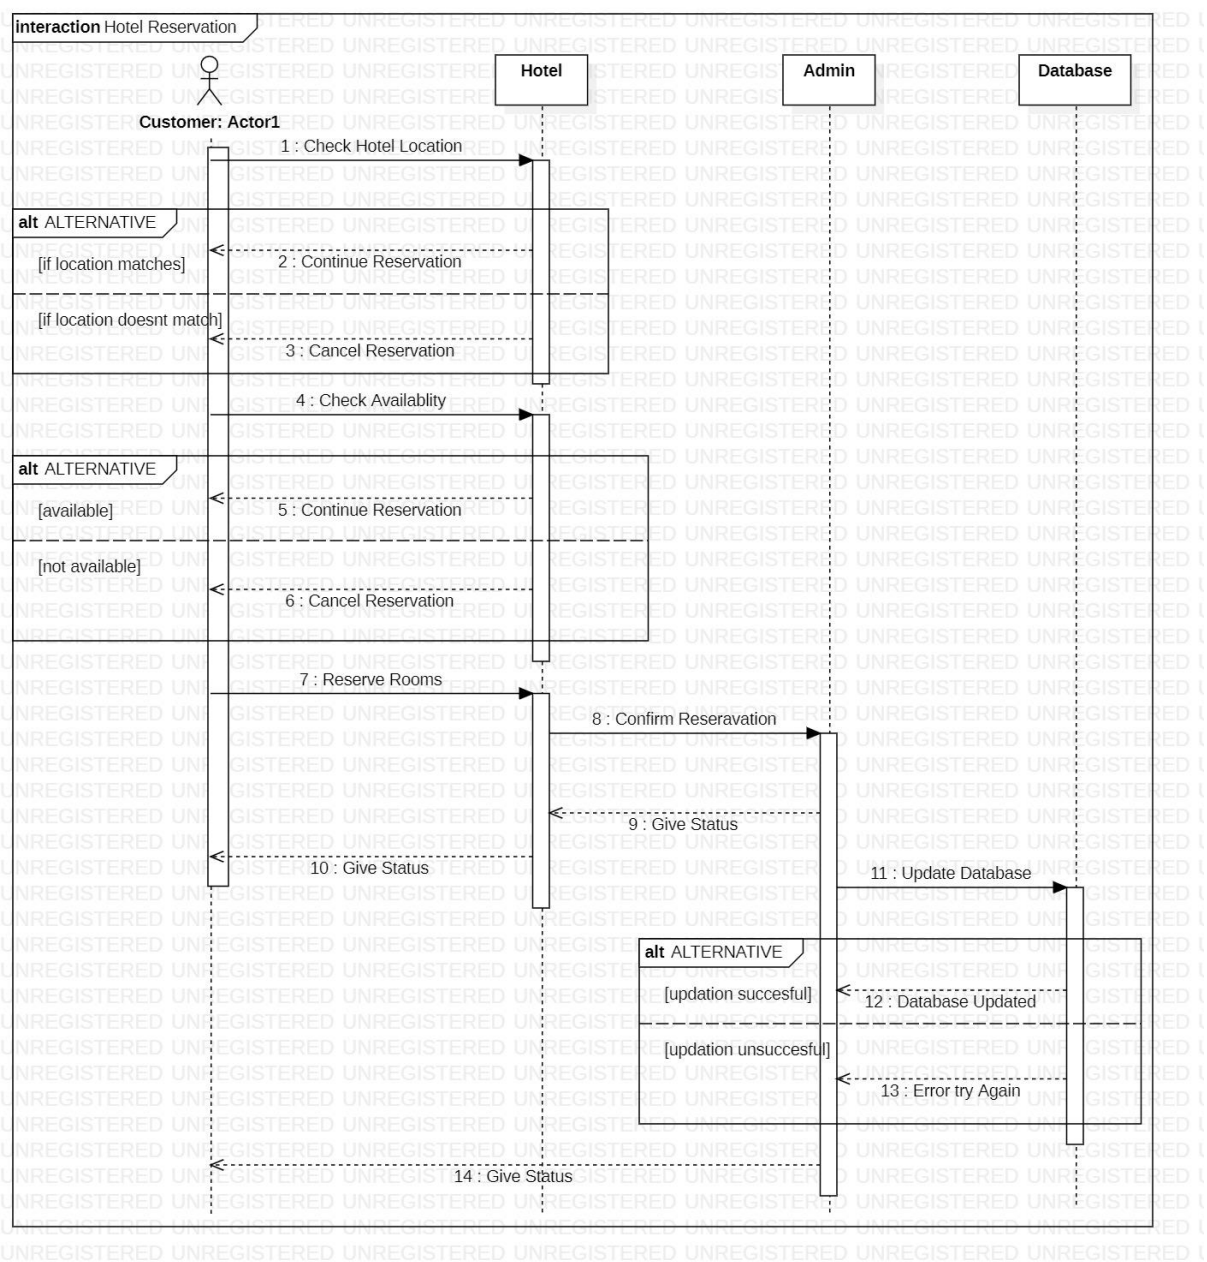 interaction Hotel Reservation
Hotel
Admin
Database
Customer: Actor1
1 : Check Hotel Location
alt ALTERNATIVE
2 : Continue Reservation
[if location matches]
[if location doesnt match]
3 : Cancel Reservation
4 : Check Availablity
alt ALTERNATIVE
5 : Continue Reservation
[available]
[not available]
6 : Cancel Reservation
7 : Reserve Rooms
8 : Confirm Reseravation
9 : Give Status
10 : Give Status
11 : Update Database
alt ALTERNATIVE
[updation succesful]
12 : Database Updated
[updation unsuccesful]
13 : Error try Again
14 : Give Status
UNREGISTERED